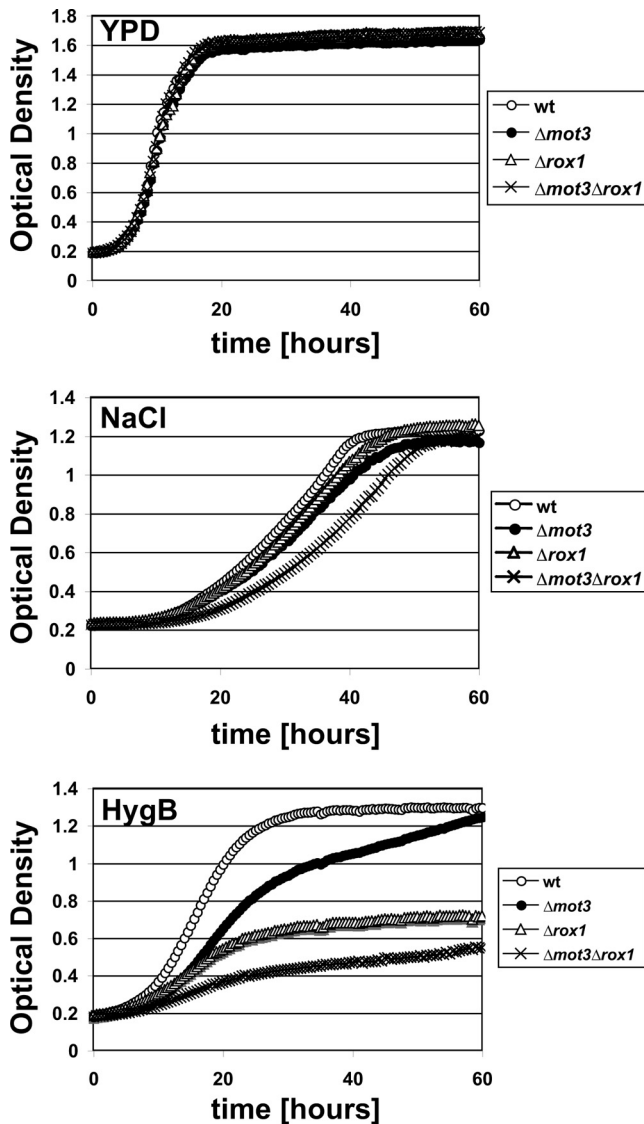 YPD
1.8
1.6
1.4
1.2
1
0.8
0.6
0.4
0.2
0
Optical Density
0 20 40 60
time [hours]
wt
Δmot3
Δrox1
Δmot3Δrox1
NaCl
1.4
1.2
1
0.8
0.6
0.4
0.2
0
Optical Density
0 20 40 60
time [hours]
wt
Δmot3
Δrox1
Δmot3Δrox1
HygB
1.4
1.2
1
0.8
0.6
0.4
0.2
0
Optical Density
0 20 40 60
time [hours]
wt
Δmot3
Δrox1
Δmot3Δrox1